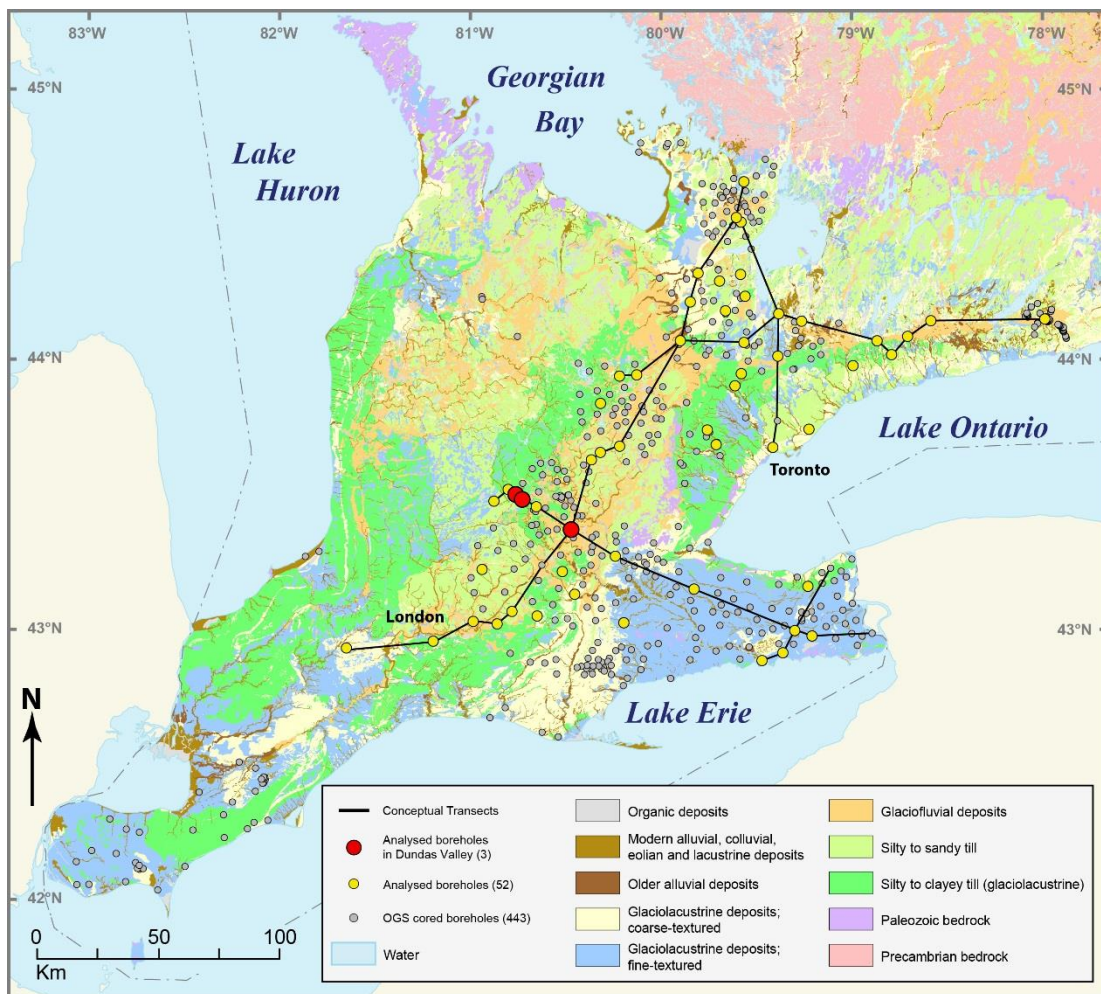 83°W
82°W
81°W
80°W
79°W
78°W
45°N
45°N
Georgian
Bay
Lake
Huron
44°N
44°N
Lake Ontario
Toronto
London
43°N
43°N
Lake Erie
N
42°N
0 50 100
Km
Conceptual Transects
Analysed boreholes
in Dundas Valley (3)
Analysed boreholes (52)
OGS cored boreholes (443)
Water
Organic deposits
Modern alluvial, colluvial,
eolian and lacustrine deposits
Older alluvial deposits
Glaciolacustrine deposits;
coarse-textured
Glaciolacustrine deposits;
fine-textured
Glaciofluvial deposits
Silty to sandy till
Silty to clayey till (glaciolacustrine)
Paleozoic bedrock
Precambrian bedrock